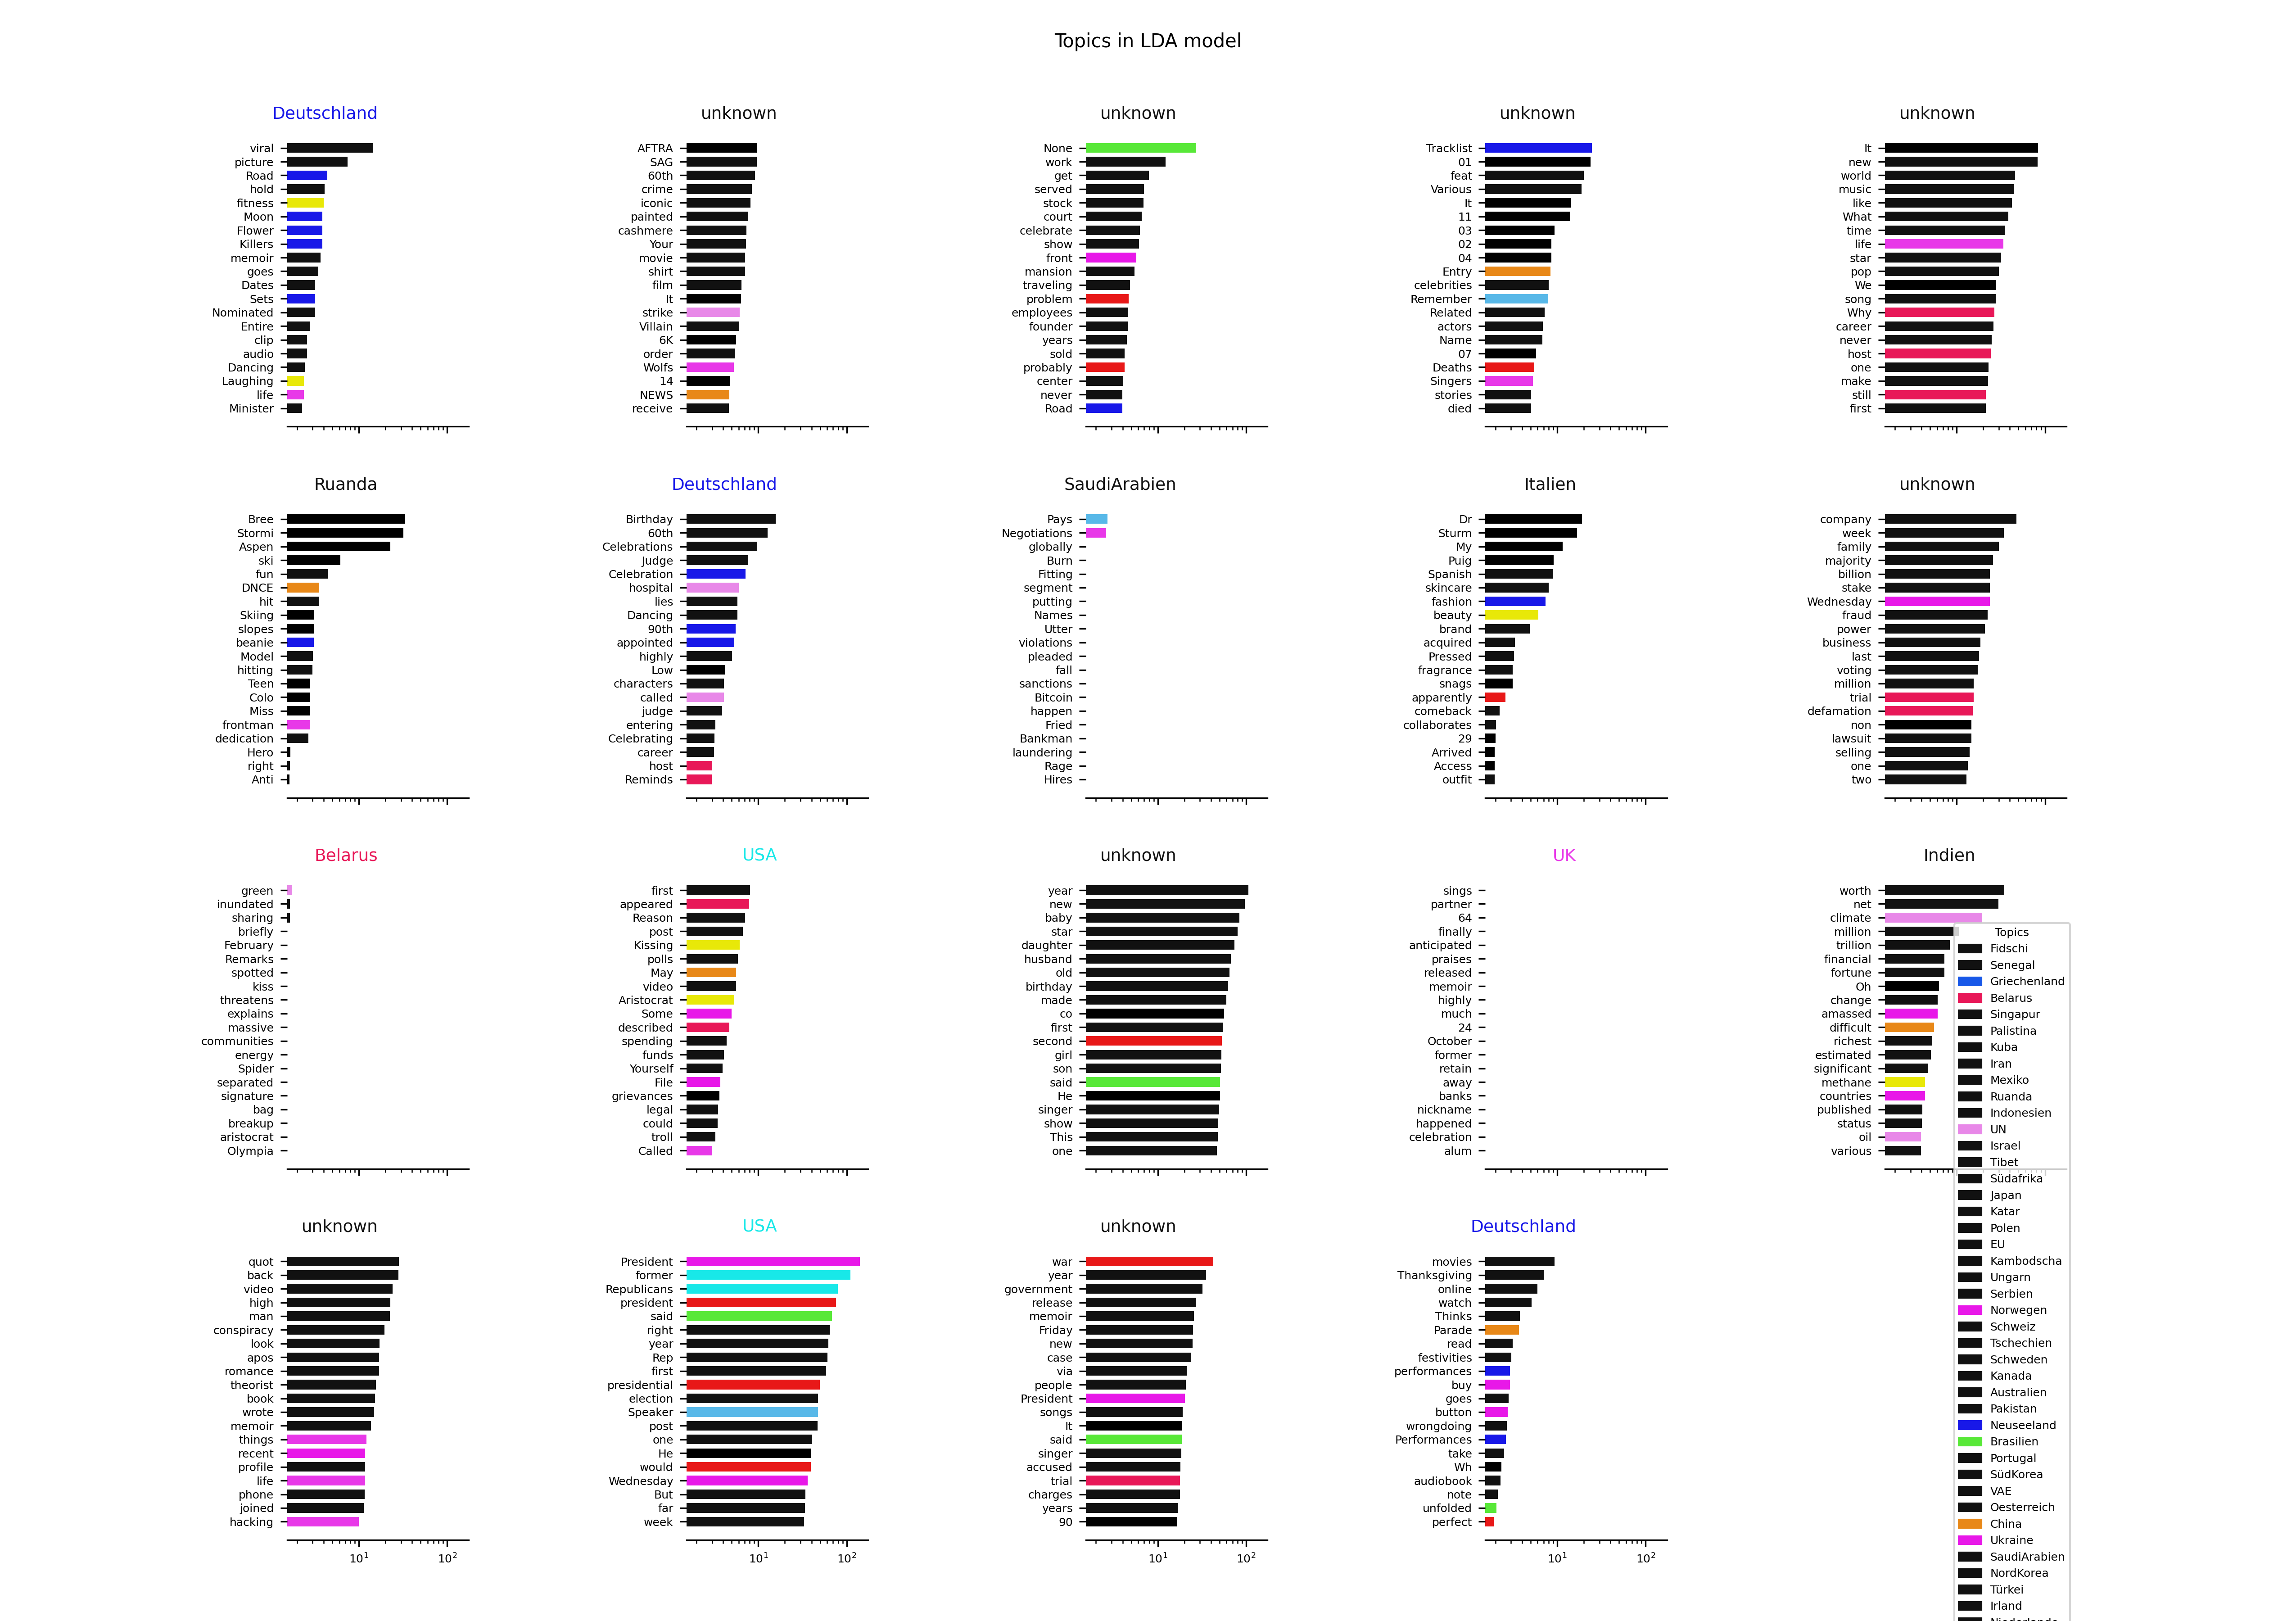 Topics in LDA model
Deutschland
viral
picture
Road
hold
fitness
Moon
Flower
Killers
memoir
goes
Dates
Sets
Nominated
Entire
clip
audio
Dancing
Laughing
life
Minister
unknown
AFTRA
SAG
60th
crime
iconic
painted
cashmere
Your
movie
shirt
film
It
strike
Villain
6K
order
Wolfs
14
NEWS
receive
unknown
None
work
get
served
stock
court
celebrate
show
front
mansion
traveling
problem
employees
founder
years
sold
probably
center
never
Road
unknown
Tracklist
01
feat
Various
It
11
03
02
04
Entry
celebrities
Remember
Related
actors
Name
07
Deaths
Singers
stories
died
unknown
It
new
world
music
like
What
time
life
star
pop
We
song
Why
career
never
host
one
make
still
first
Ruanda
Bree
Stormi
Aspen
ski
fun
DNCE
hit
Skiing
slopes
beanie
Model
hitting
Teen
Colo
Miss
frontman
dedication
Hero
right
Anti
Deutschland
Birthday
60th
Celebrations
Judge
Celebration
hospital
lies
Dancing
90th
appointed
highly
Low
characters
called
judge
entering
Celebrating
career
host
Reminds
SaudiArabien
Pays
Negotiations
globally
Burn
Fitting
segment
putting
Names
Utter
violations
pleaded
fall
sanctions
Bitcoin
happen
Fried
Bankman
laundering
Rage
Hires
Italien
Dr
Sturm
My
Puig
Spanish
skincare
fashion
beauty
brand
acquired
Pressed
fragrance
snags
apparently
comeback
collaborates
29
Arrived
Access
outfit
unknown
company
week
family
majority
billion
stake
Wednesday
fraud
power
business
last
voting
million
trial
defamation
non
lawsuit
selling
one
two
Belarus
green
inundated
sharing
briefly
February
Remarks
spotted
kiss
threatens
explains
massive
communities
energy
Spider
separated
signature
bag
breakup
aristocrat
Olympia
USA
first
appeared
Reason
post
Kissing
polls
May
video
Aristocrat
Some
described
spending
funds
Yourself
File
grievances
legal
could
troll
Called
unknown
year
new
baby
star
daughter
husband
old
birthday
made
co
first
second
girl
son
said
He
singer
show
This
one
UK
sings
partner
64
finally
anticipated
praises
released
memoir
highly
much
24
October
former
retain
away
banks
nickname
happened
celebration
alum
Indien
worth
net
climate
million
trillion
financial
fortune
Oh
change
amassed
difficult
richest
estimated
significant
methane
countries
published
status
oil
various
unknown
quot
back
video
high
man
conspiracy
look
apos
romance
theorist
book
wrote
memoir
things
recent
profile
life
phone
joined
hacking
10^1 10^2
USA
President
former
Republicans
president
said
right
year
Rep
first
presidential
election
Speaker
post
one
He
would
Wednesday
But
far
week
10^1 10^2
unknown
war
year
government
release
memoir
Friday
new
case
via
people
President
songs
It
said
singer
accused
trial
charges
years
90
10^1 10^2
Deutschland
movies
Thanksgiving
online
watch
Thinks
Parade
read
festivities
performances
buy
goes
button
wrongdoing
Performances
take
Wh
audiobook
note
unfolded
perfect
10^1 10^2
Topics
Fidschi
Senegal
Griechenland
Belarus
Singapur
Palistina
Kuba
Iran
Mexiko
Ruanda
Indonesien
UN
Israel
Tibet
Südafrika
Japan
Katar
Polen
EU
Kambodscha
Ungarn
Serbien
Norwegen
Schweiz
Tschechien
Schweden
Kanada
Australien
Pakistan
Neuseeland
Brasilien
Portugal
SüdKorea
VAE
Oesterreich
China
Ukraine
SaudiArabien
NordKorea
Türkei
Irland